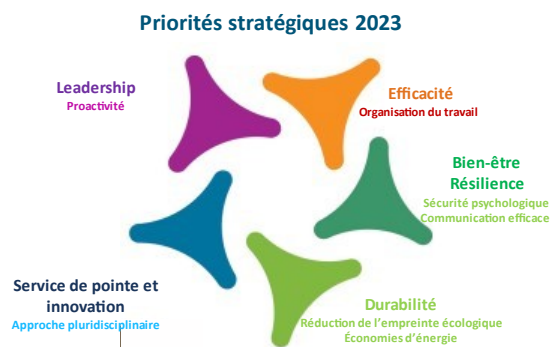 Priorités stratégiques 2023
Leadership
Proactivité
Efficacité
Organisation du travail
Bien-être
Résilience
Sécurité psychologique
Communication efficace
Service de pointe et
innovation
Approche pluridisciplinaire
Durabilité
Réduction de l'empreinte écologique
Économies d'énergie